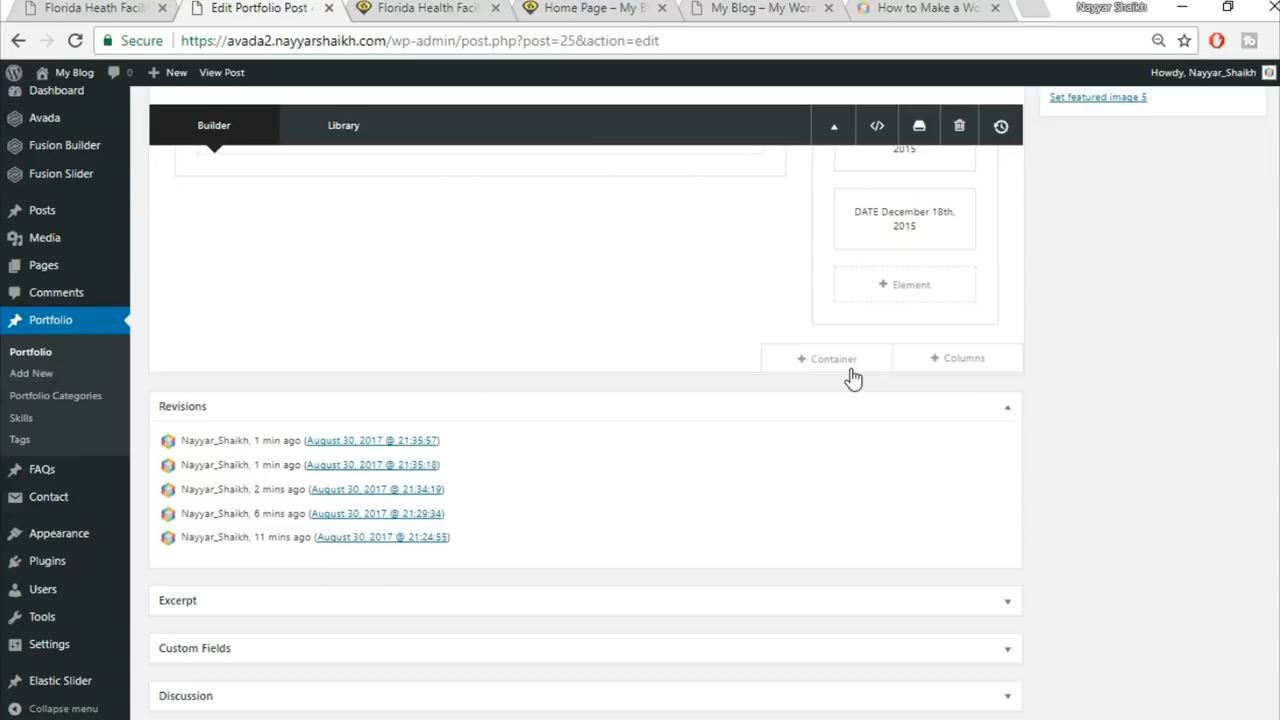 Florida Heath Facili
Edit Portfolio Post -
Florida Health Faci
Home Page – My B
My Blog – My Wor
How to Make a Wo
Nayyar Shaikh
Secure
https://avada2.nayyarshaikh.com/wp-admin/post.php?post=25&action=edit
My Blog
0
New
View Post
Howdy, Nayyar_Shaikh
Dashboard
Avada
Fusion Builder
Fusion Slider
Posts
Media
Pages
Comments
Portfolio
Portfolio
Add New
Portfolio Categories
Skills
Tags
FAQs
Contact
Appearance
Plugins
Users
Tools
Settings
Elastic Slider
Collapse menu
Set featured image 5
Builder
Library
2015
DATE December 18th,
2015
+ Element
+ Container
+ Columns
Revisions
Nayyar_Shaikh, 1 min ago (August 30, 2017 @ 21:35:57)
Nayyar_Shaikh, 1 min ago (August 30, 2017 @ 21:35:18)
Nayyar_Shaikh, 2 mins ago (August 30, 2017 @ 21:34:19)
Nayyar_Shaikh, 6 mins ago (August 30, 2017 @ 21:29:34)
Nayyar_Shaikh, 11 mins ago (August 30, 2017 @ 21:24:55)
Excerpt
Custom Fields
Discussion